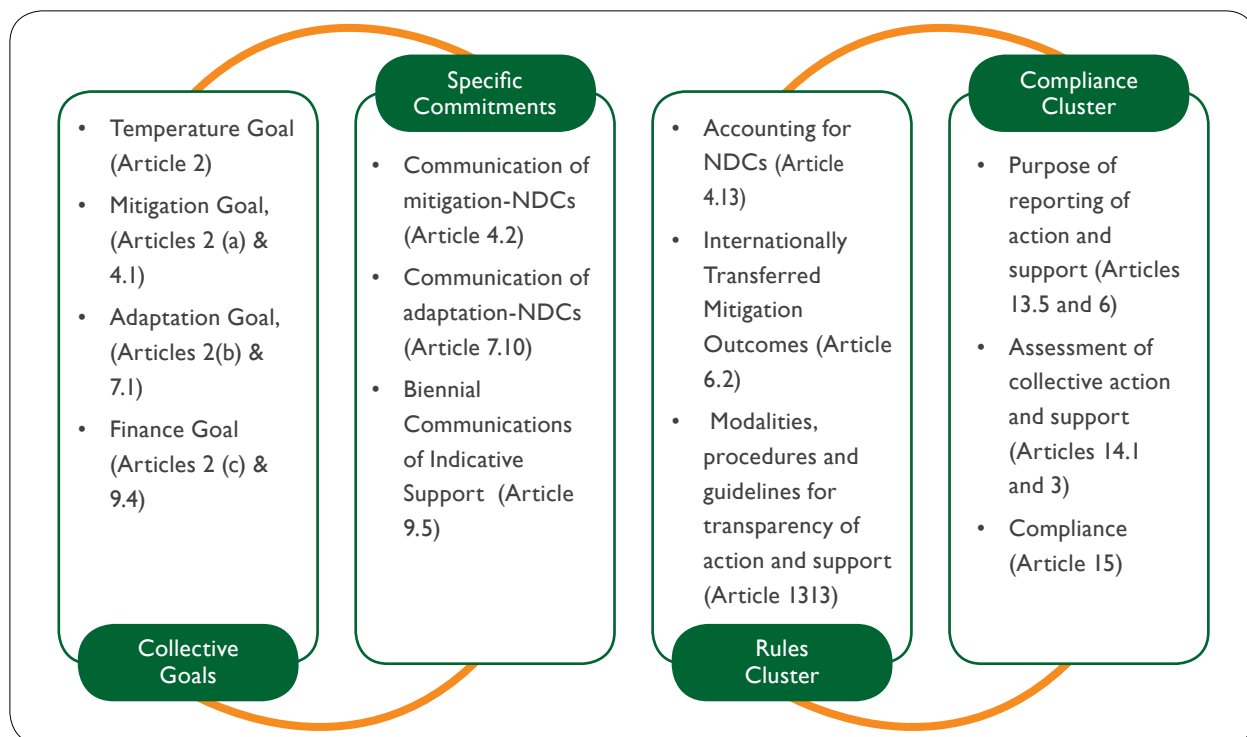 • Temperature Goal
(Article 2)
• Mitigation Goal,
(Articles 2 (a) &
4.1)
• Adaptation Goal,
(Articles 2(b) &
7.1)
• Finance Goal
(Articles 2 (c) &
9.4)
Collective
Goals
Specific
Commitments
• Communication of
mitigation-NDCs
(Article 4.2)
• Communication of
adaptation-NDCs
(Article 7.10)
• Biennial
Communications
of Indicative
Support (Article
9.5)
• Accounting for
NDCs (Article
4.13)
• Internationally
Transferred
Mitigation
Outcomes (Article
6.2)
• Modalities,
procedures and
guidelines for
transparency of
action and support
(Article 1313)
Rules
Cluster
Compliance
Cluster
• Purpose of
reporting of
action and
support (Articles
13.5 and 6)
• Assessment of
collective action
and support
(Articles 14.1
and 3)
• Compliance
(Article 15)